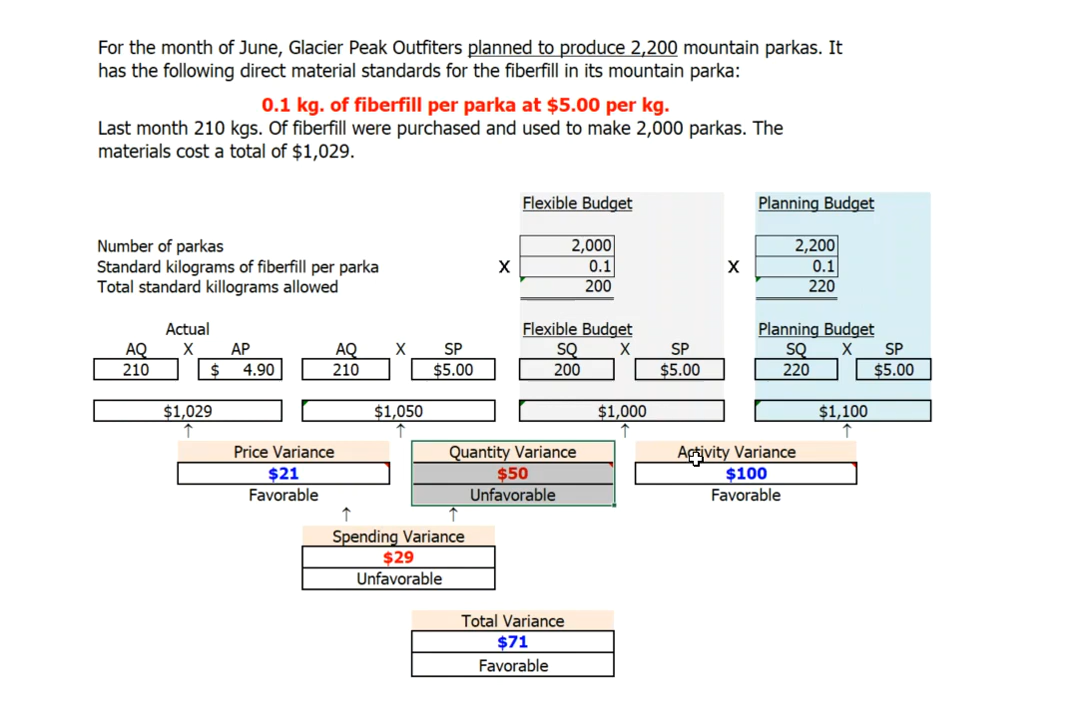 For the month of June, Glacier Peak Outfiters planned to produce 2,200 mountain parkas. It
has the following direct material standards for the fiberfill in its mountain parka:
0.1 kg. of fiberfill per parka at $5.00 per kg.
Last month 210 kgs. Of fiberfill were purchased and used to make 2,000 parkas. The
materials cost a total of $1,029.
Flexible Budget Planning Budget
Number of parkas 2,000 2,200
Standard kilograms of fiberfill per parka X 0.1 X 0.1
Total standard killograms allowed 200 220
Actual Flexible Budget Planning Budget
AQ X AP AQ X SP SQ X SP SQ X SP
210 $ 4.90 210 $5.00 200 $5.00 220 $5.00
$1,029 $1,050 $1,000 $1,100
Price Variance Quantity Variance Activity Variance
$21 $50 $100
Favorable Unfavorable Favorable
Spending Variance
$29
Unfavorable
Total Variance
$71
Favorable